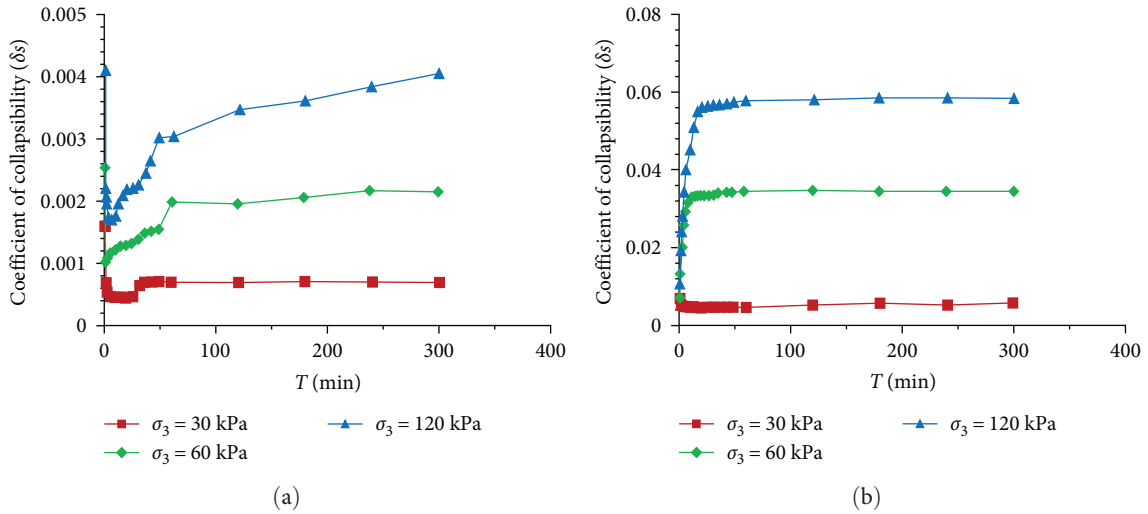 0.005
0.004
0.003
0.002
0.001
0
Coefficient of collapsibility (δs)
0 100 200 300 400
T (min)
σ3 = 30 kPa
σ3 = 120 kPa
σ3 = 60 kPa
(a)
0.08
0.06
0.04
0.02
0
Coefficient of collapsibility (δs)
0 100 200 300 400
T (min)
σ3 = 30 kPa
σ3 = 120 kPa
σ3 = 60 kPa
(b)